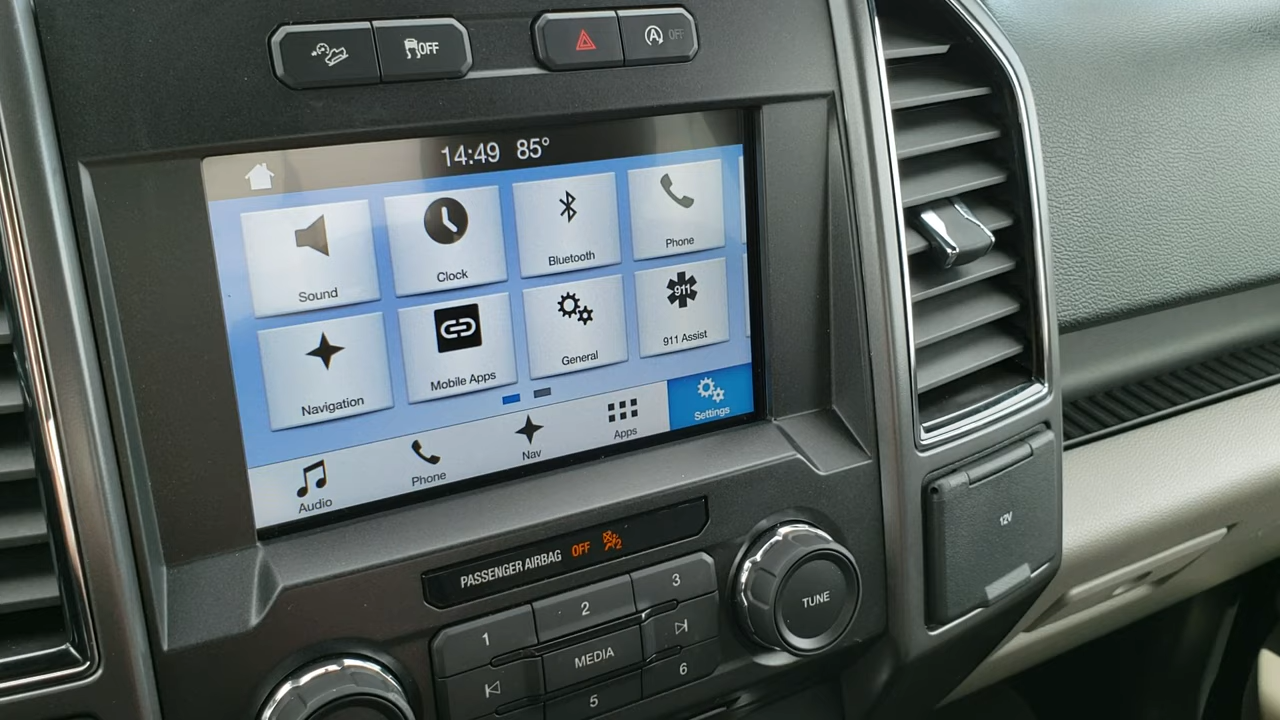 OFF
A OFF
14:49 85°
Sound
Clock
Bluetooth
Phone
Navigation
Mobile Apps
General
911
911 Assist
Audio
Phone
Nav
Apps
Settings
PASSENGER AIRBAG OFF 2
1
2
3
MEDIA
5
6
TUNE
12V